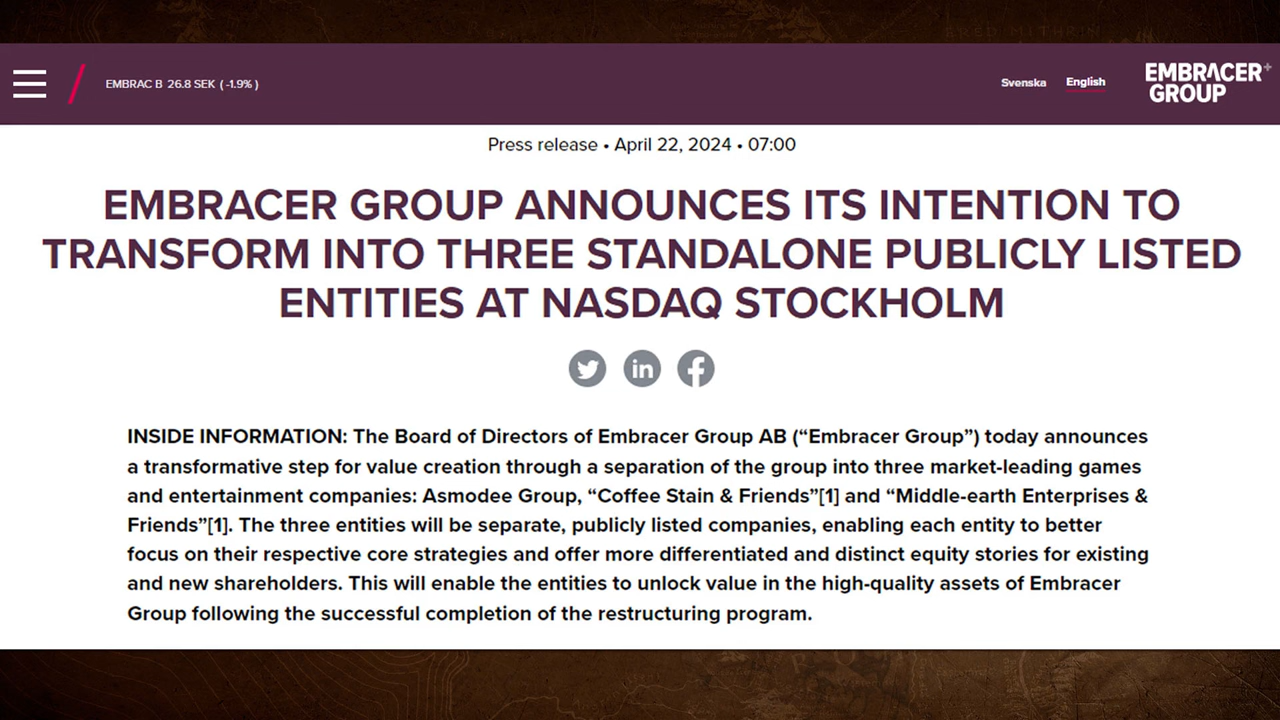 ERED MITHRIN
EMBRAC B 26.8 SEK ( -1.9% )
Svenska English
EMBRACER+
GROUP
Press release • April 22, 2024 • 07:00
EMBRACER GROUP ANNOUNCES ITS INTENTION TO
TRANSFORM INTO THREE STANDALONE PUBLICLY LISTED
ENTITIES AT NASDAQ STOCKHOLM
INSIDE INFORMATION: The Board of Directors of Embracer Group AB (“Embracer Group”) today announces
a transformative step for value creation through a separation of the group into three market-leading games
and entertainment companies: Asmodee Group, “Coffee Stain & Friends”[1] and “Middle-earth Enterprises &
Friends”[1]. The three entities will be separate, publicly listed companies, enabling each entity to better
focus on their respective core strategies and offer more differentiated and distinct equity stories for existing
and new shareholders. This will enable the entities to unlock value in the high-quality assets of Embracer
Group following the successful completion of the restructuring program.